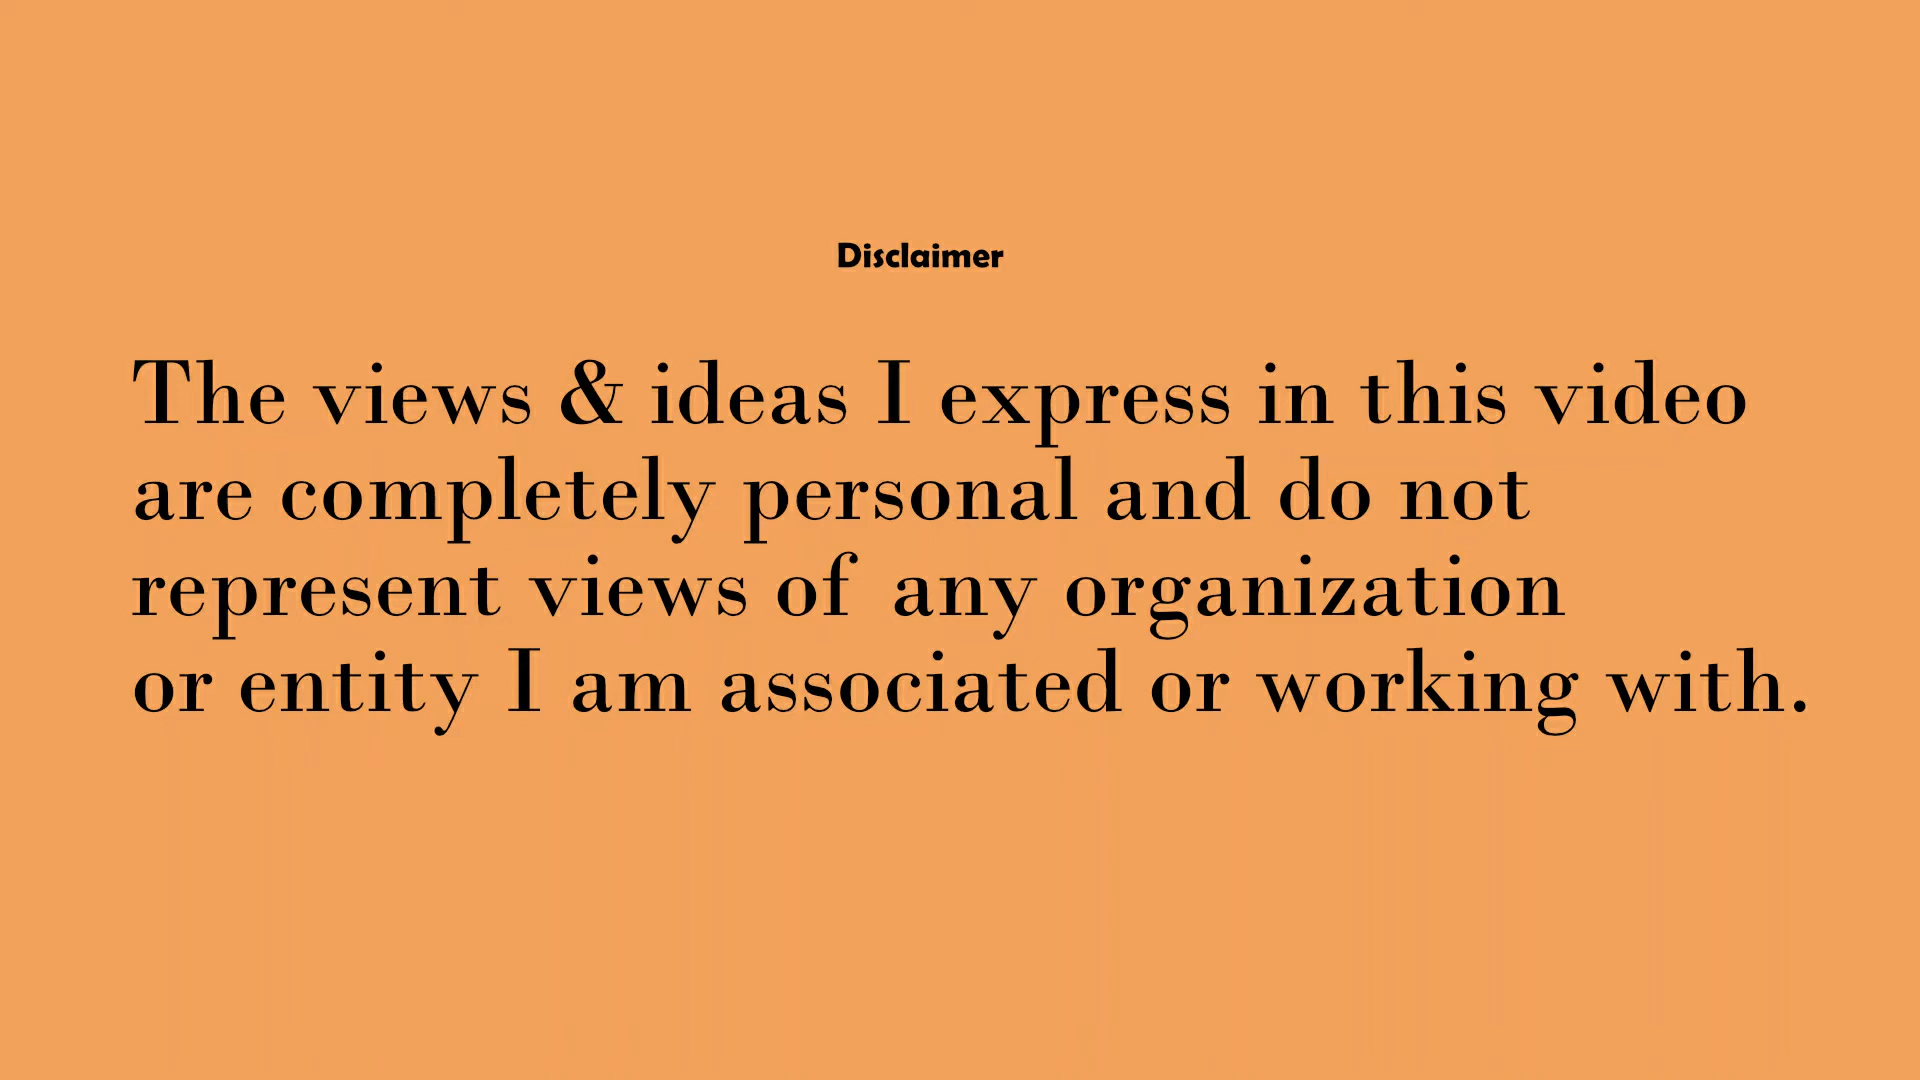 Disclaimer
The views & ideas I express in this video
are completely personal and do not
represent views of any organization
or entity I am associated or working with.